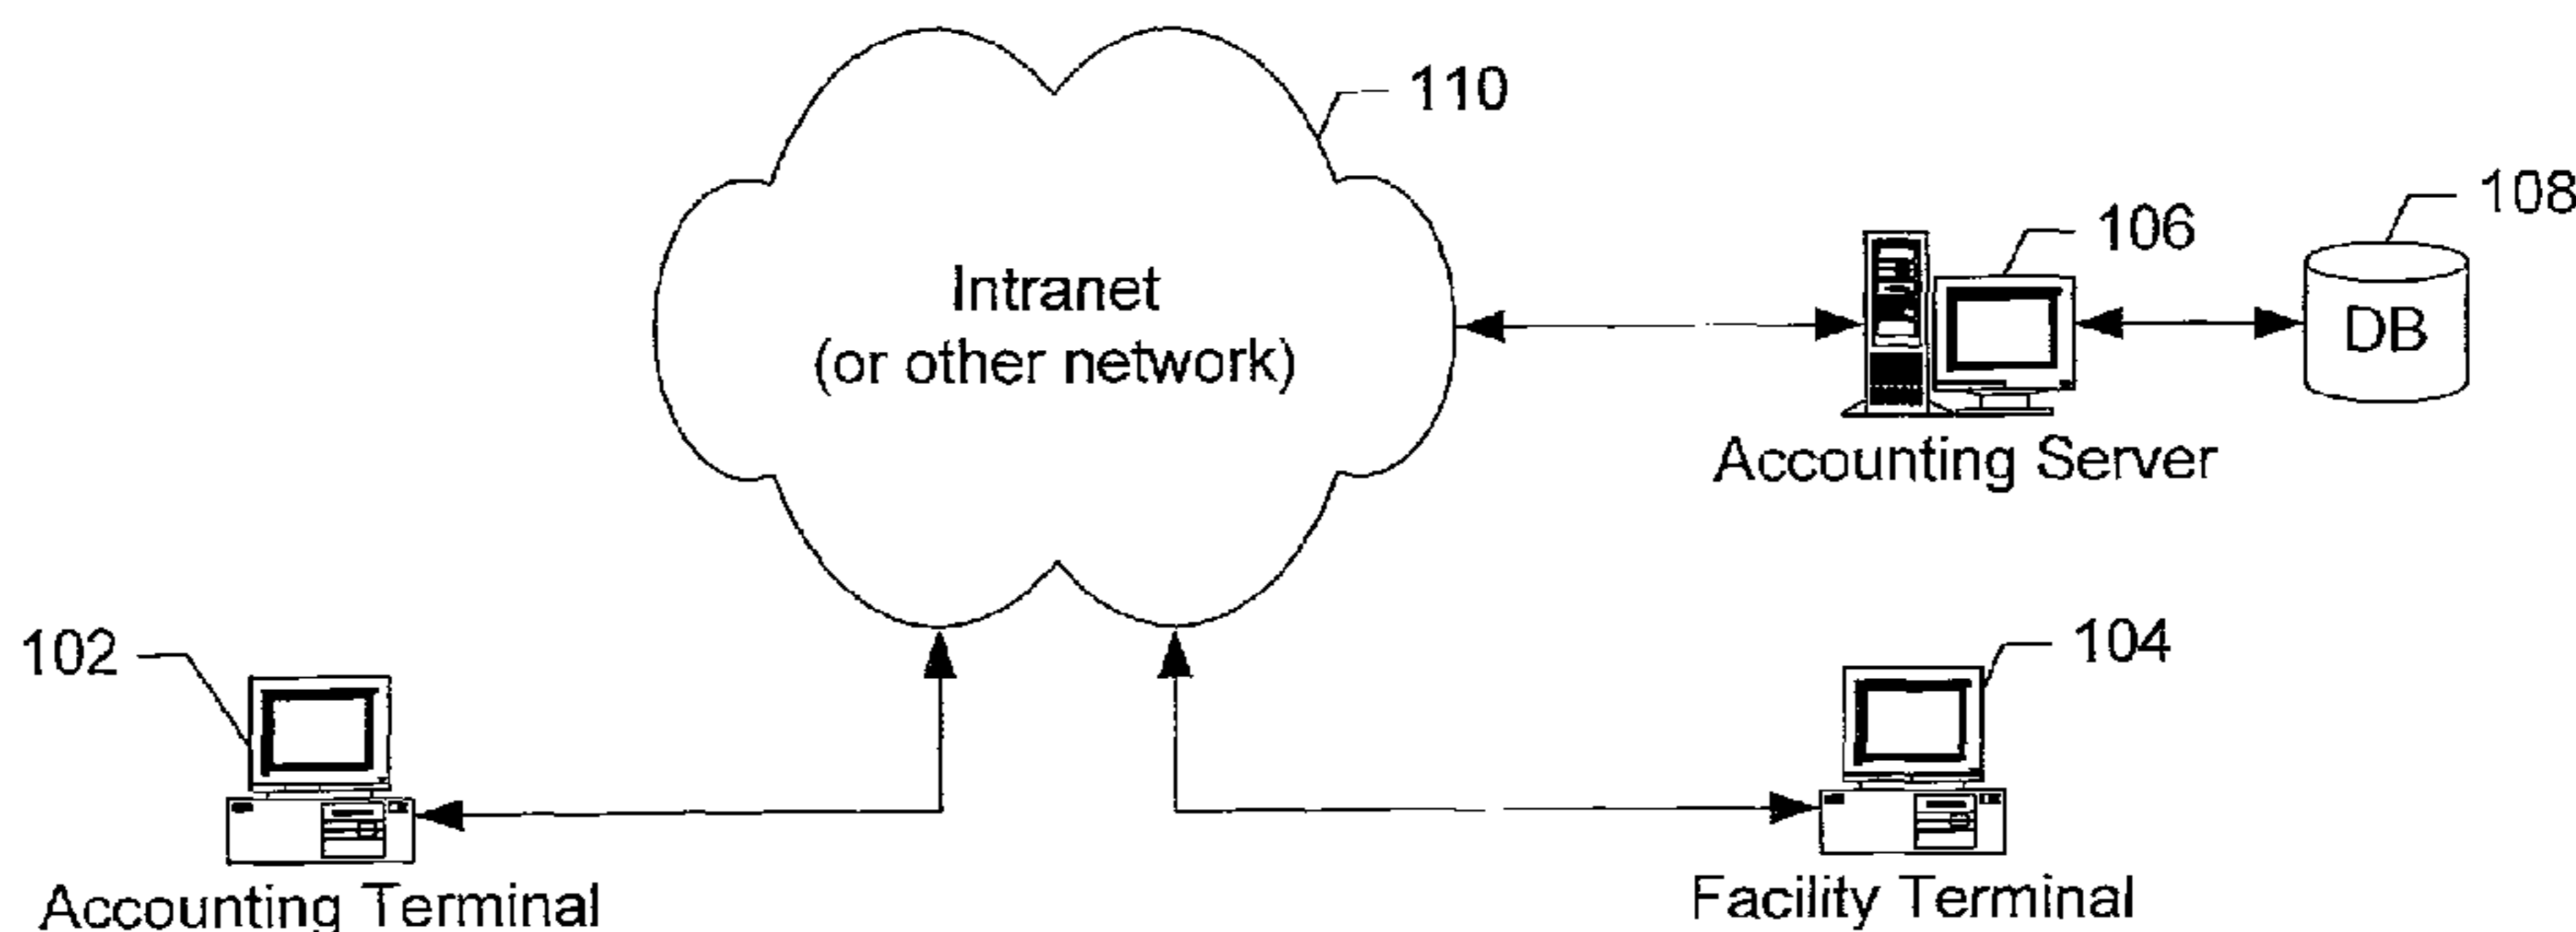 110
108
106
Intranet
(or other network)
DB
Accounting Server
102
104
Accounting Terminal
Facility Terminal